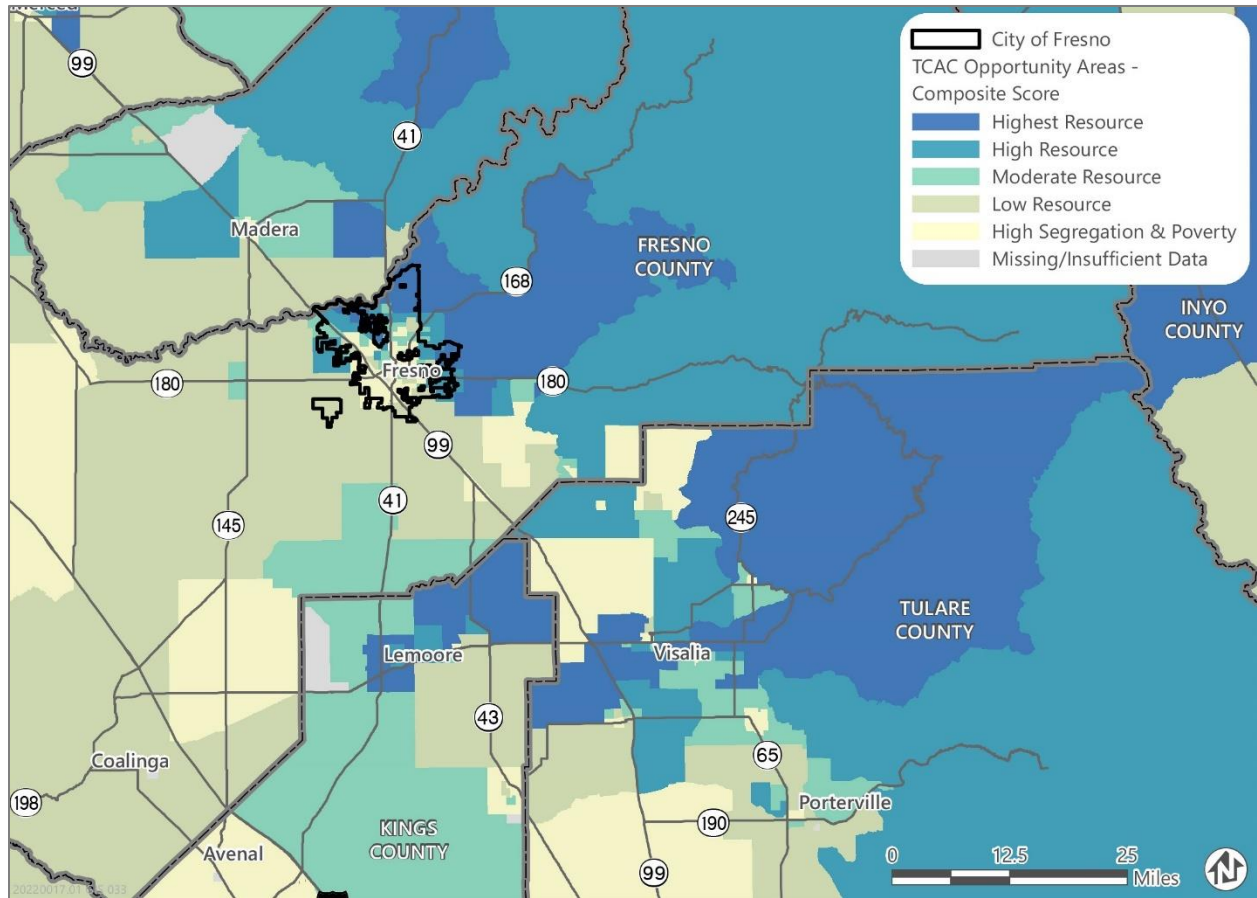 Merced
99
41
Madera
168
FRESNO
COUNTY
INYO
COUNTY
180
Fresno
180
99
41
145
245
TULARE
COUNTY
Lemoore
Visalia
43
65
Coalinga
198
Porterville
190
KINGS
COUNTY
Avenal
99
City of Fresno
TCAC Opportunity Areas -
Composite Score
Highest Resource
High Resource
Moderate Resource
Low Resource
High Segregation & Poverty
Missing/Insufficient Data
0 12.5 25
Miles
N